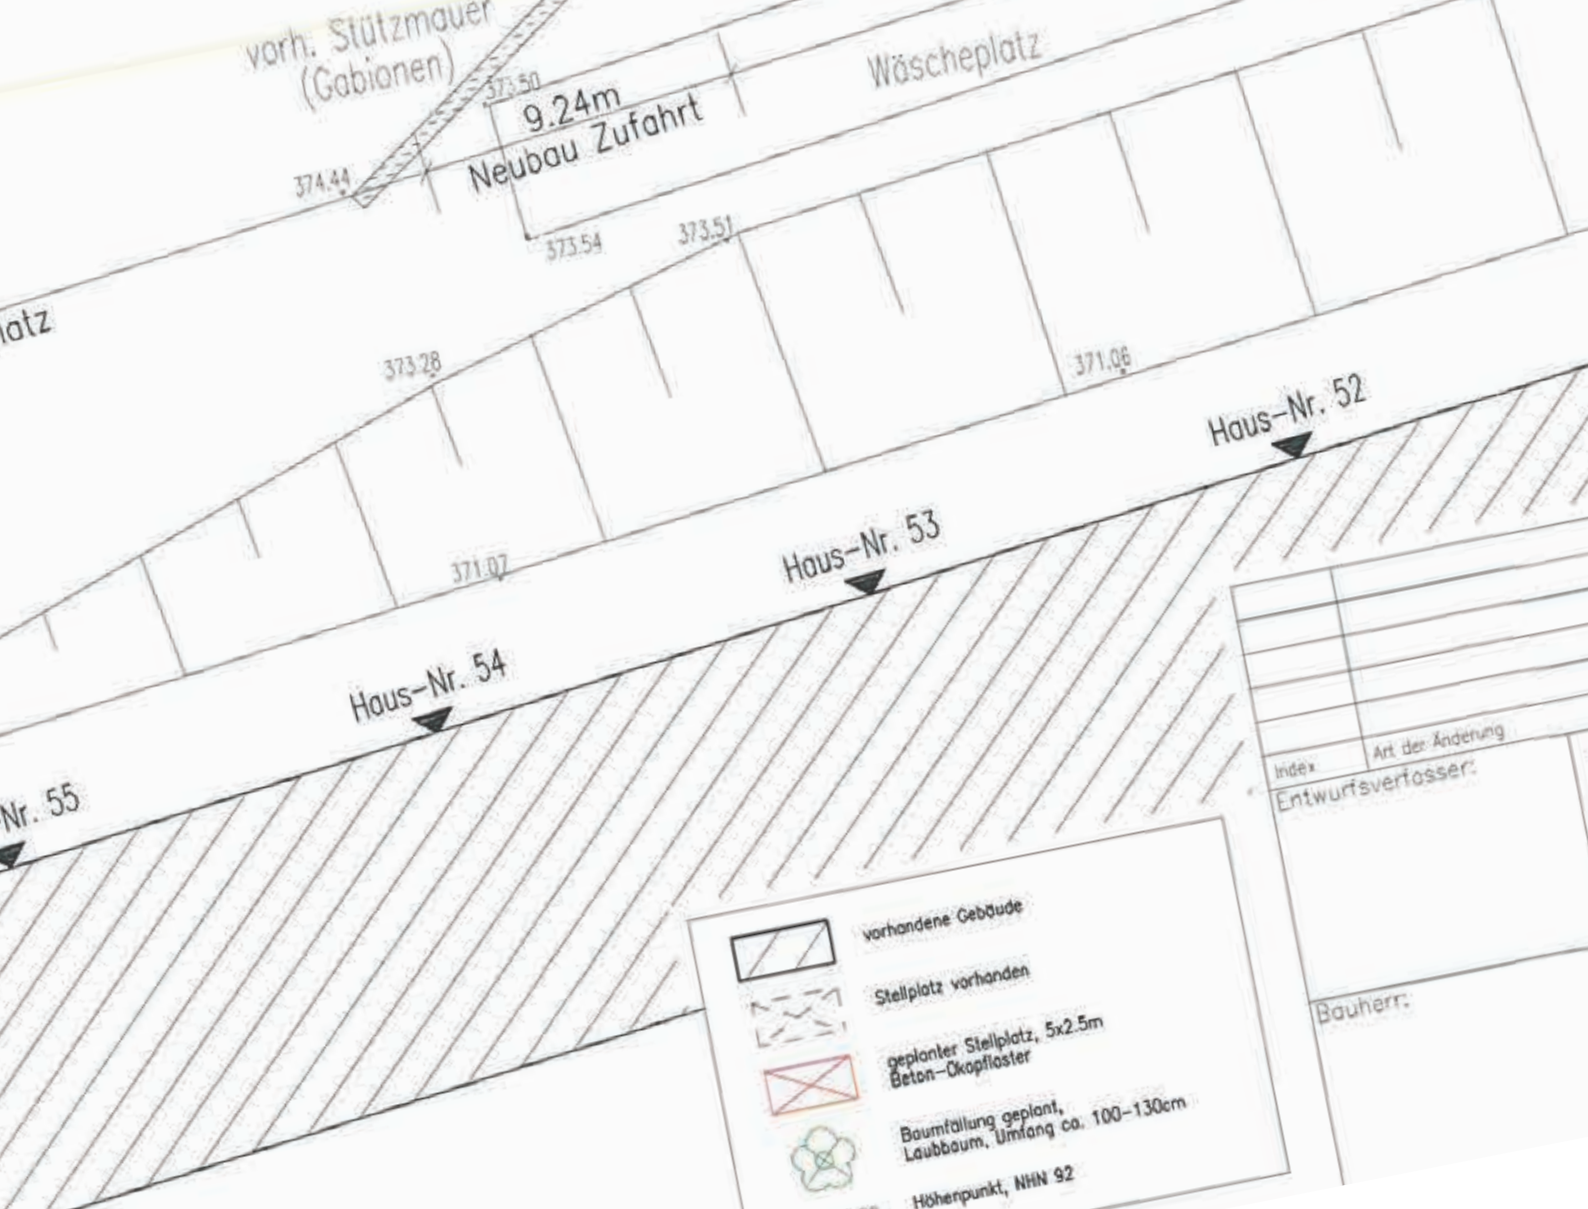 vorh. Stützmauer
(Gabionen)
373.50
9.24m
Neubau Zufahrt
Wäscheplatz
374.44
373.54
373.51
latz
373.28
371.06
371.07
Haus-Nr. 52
Haus-Nr. 53
Haus-Nr. 54
Nr. 55
Index
Art der Änderung
Entwurfsverfasser:
Bauherr:
vorhandene Gebäude
Stellplatz vorhanden
geplanter Stellplatz, 5x2.5m
Beton-Ökopflaster
Baumfällung geplant,
Laubbaum, Umfang ca. 100-130cm
Höhenpunkt, NHN 92